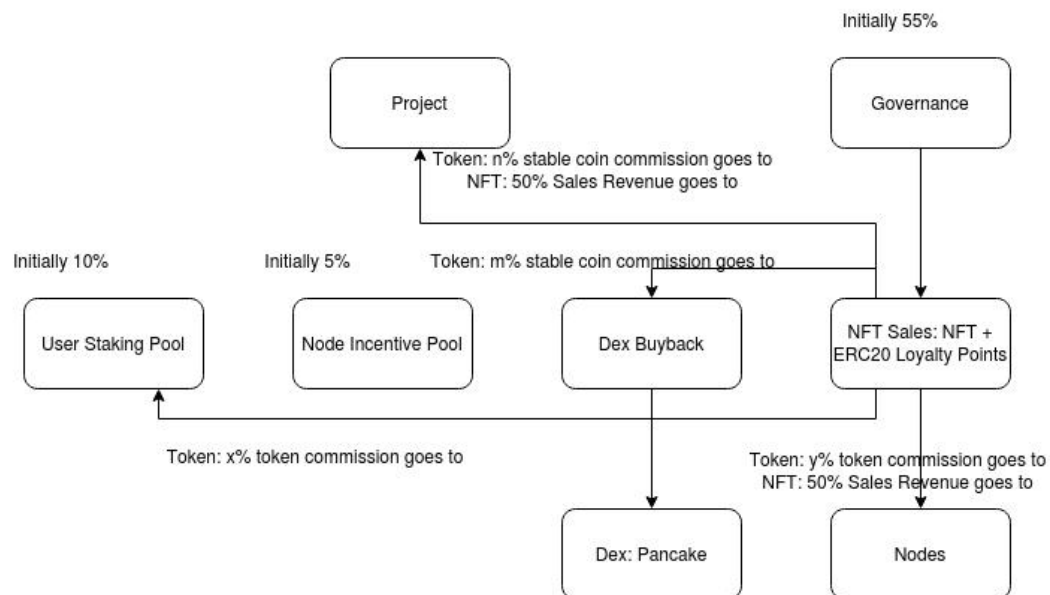 Initially 55%
Project
Governance
Token: n% stable coin commission goes to
NFT: 50% Sales Revenue goes to
Initially 10%
Initially 5%
Token: m% stable coin commission goes to
User Staking Pool
Node Incentive Pool
Dex Buyback
NFT Sales: NFT +
ERC20 Loyalty Points
Token: x% token commission goes to
Token: y% token commission goes to
NFT: 50% Sales Revenue goes to
Dex: Pancake
Nodes